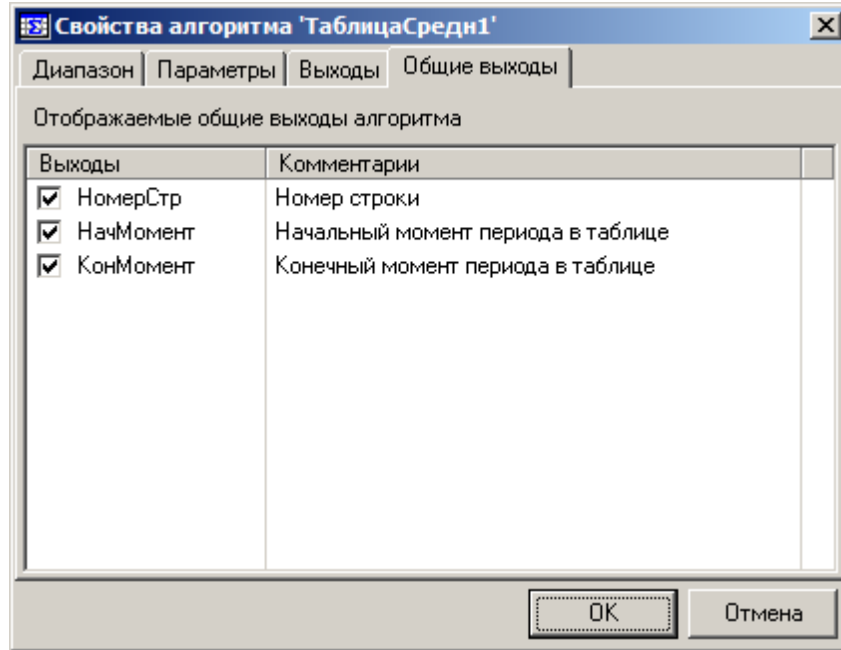 Свойства алгоритма 'ТаблицаСредн1'
Диапазон Параметры Выходы Общие выходы
Отображаемые общие выходы алгоритма
Выходы Комментарии
НомерСтр Номер строки
НачМомент Начальный момент периода в таблице
КонМомент Конечный момент периода в таблице
OK Отмена